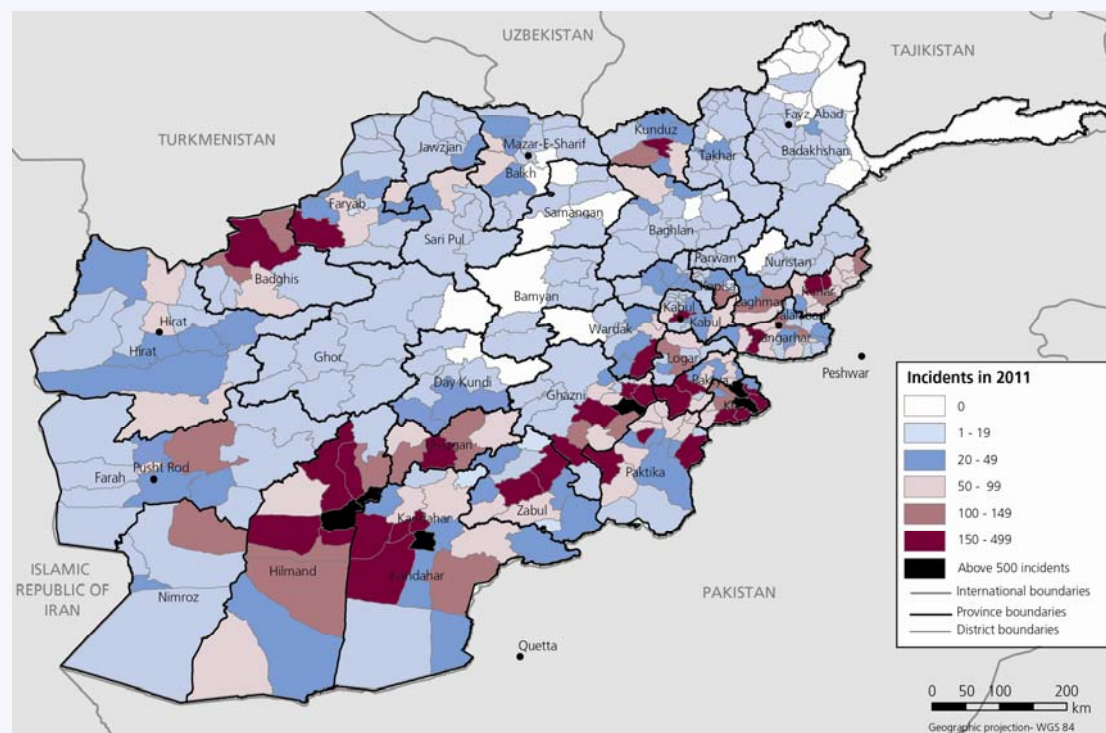 UZBEKISTAN
TAJIKISTAN
TURKMENISTAN
Jawzjan
Mazar-E-Sharif
Balkh
Kunduz
Takhar
Fayz Abad
Badakhshan
Faryab
Samangan
Sari Pul
Baghlan
Badghis
Parwan
Nuristan
Kapisa
Bamyan
Laghman
Hirat
Kabul
Kabul
Wardak
Hirat
Ghor
Logar
Peshwar
Day Kundi
Ghazni
Farah
Pusht Rod
Paktika
Zabul
Hilmand
Nimroz
ISLAMIC
REPUBLIC OF
IRAN
PAKISTAN
Quetta
Incidents in 2011
0
1 - 19
20 - 49
50 - 99
100 - 149
150 - 499
Above 500 incidents
International boundaries
Province boundaries
District boundaries
0 50 100 200
km
Geographic projection- WGS 84